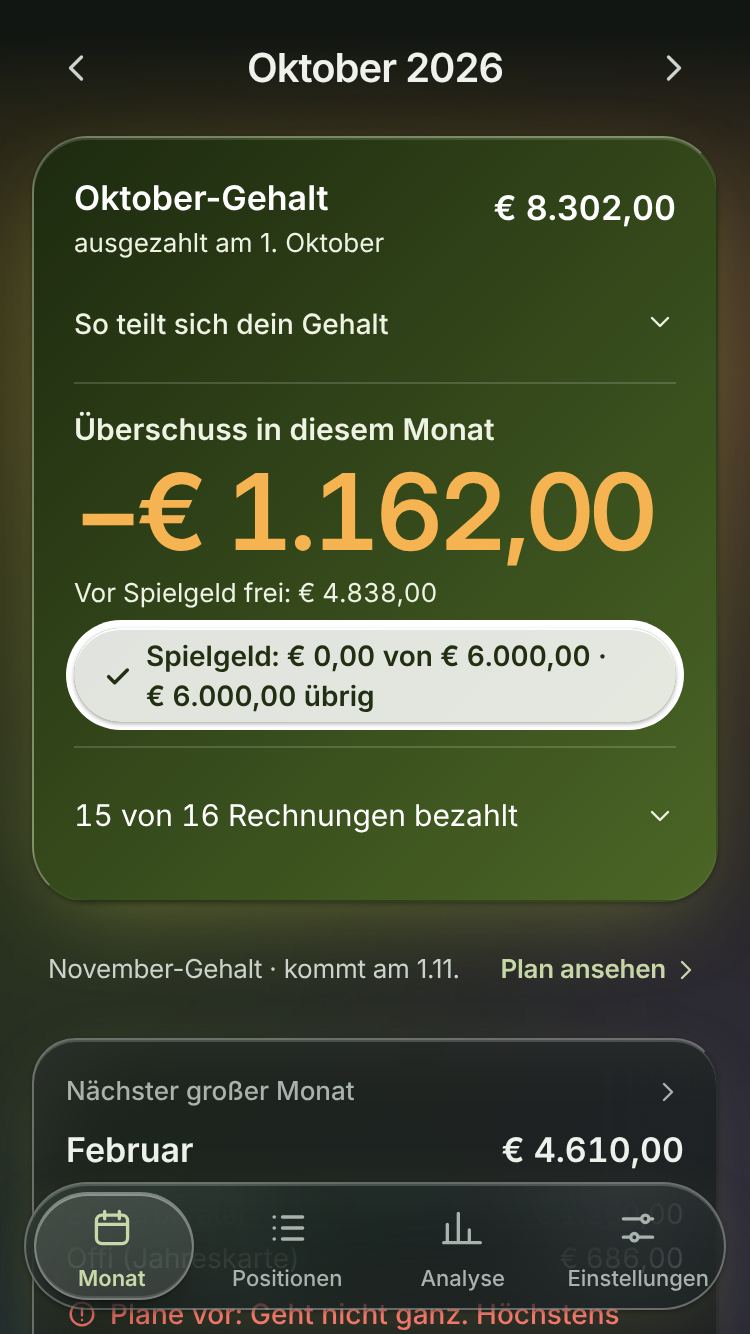 Oktober 2026
Oktober-Gehalt
€ 8.302,00
ausgezahlt am 1. Oktober
So teilt sich dein Gehalt
Überschuss in diesem Monat
–€ 1.162,00
Vor Spielgeld frei: € 4.838,00
Spielgeld: € 0,00 von € 6.000,00 ·
€ 6.000,00 übrig
15 von 16 Rechnungen bezahlt
November-Gehalt · kommt am 1.11.
Plan ansehen
Nächster großer Monat
Februar
€ 4.610,00
Offi (Jahreskarte)
€ 686,00
Monat
Positionen
Analyse
Einstellungen
Plane vor: Geht nicht ganz. Höchstens